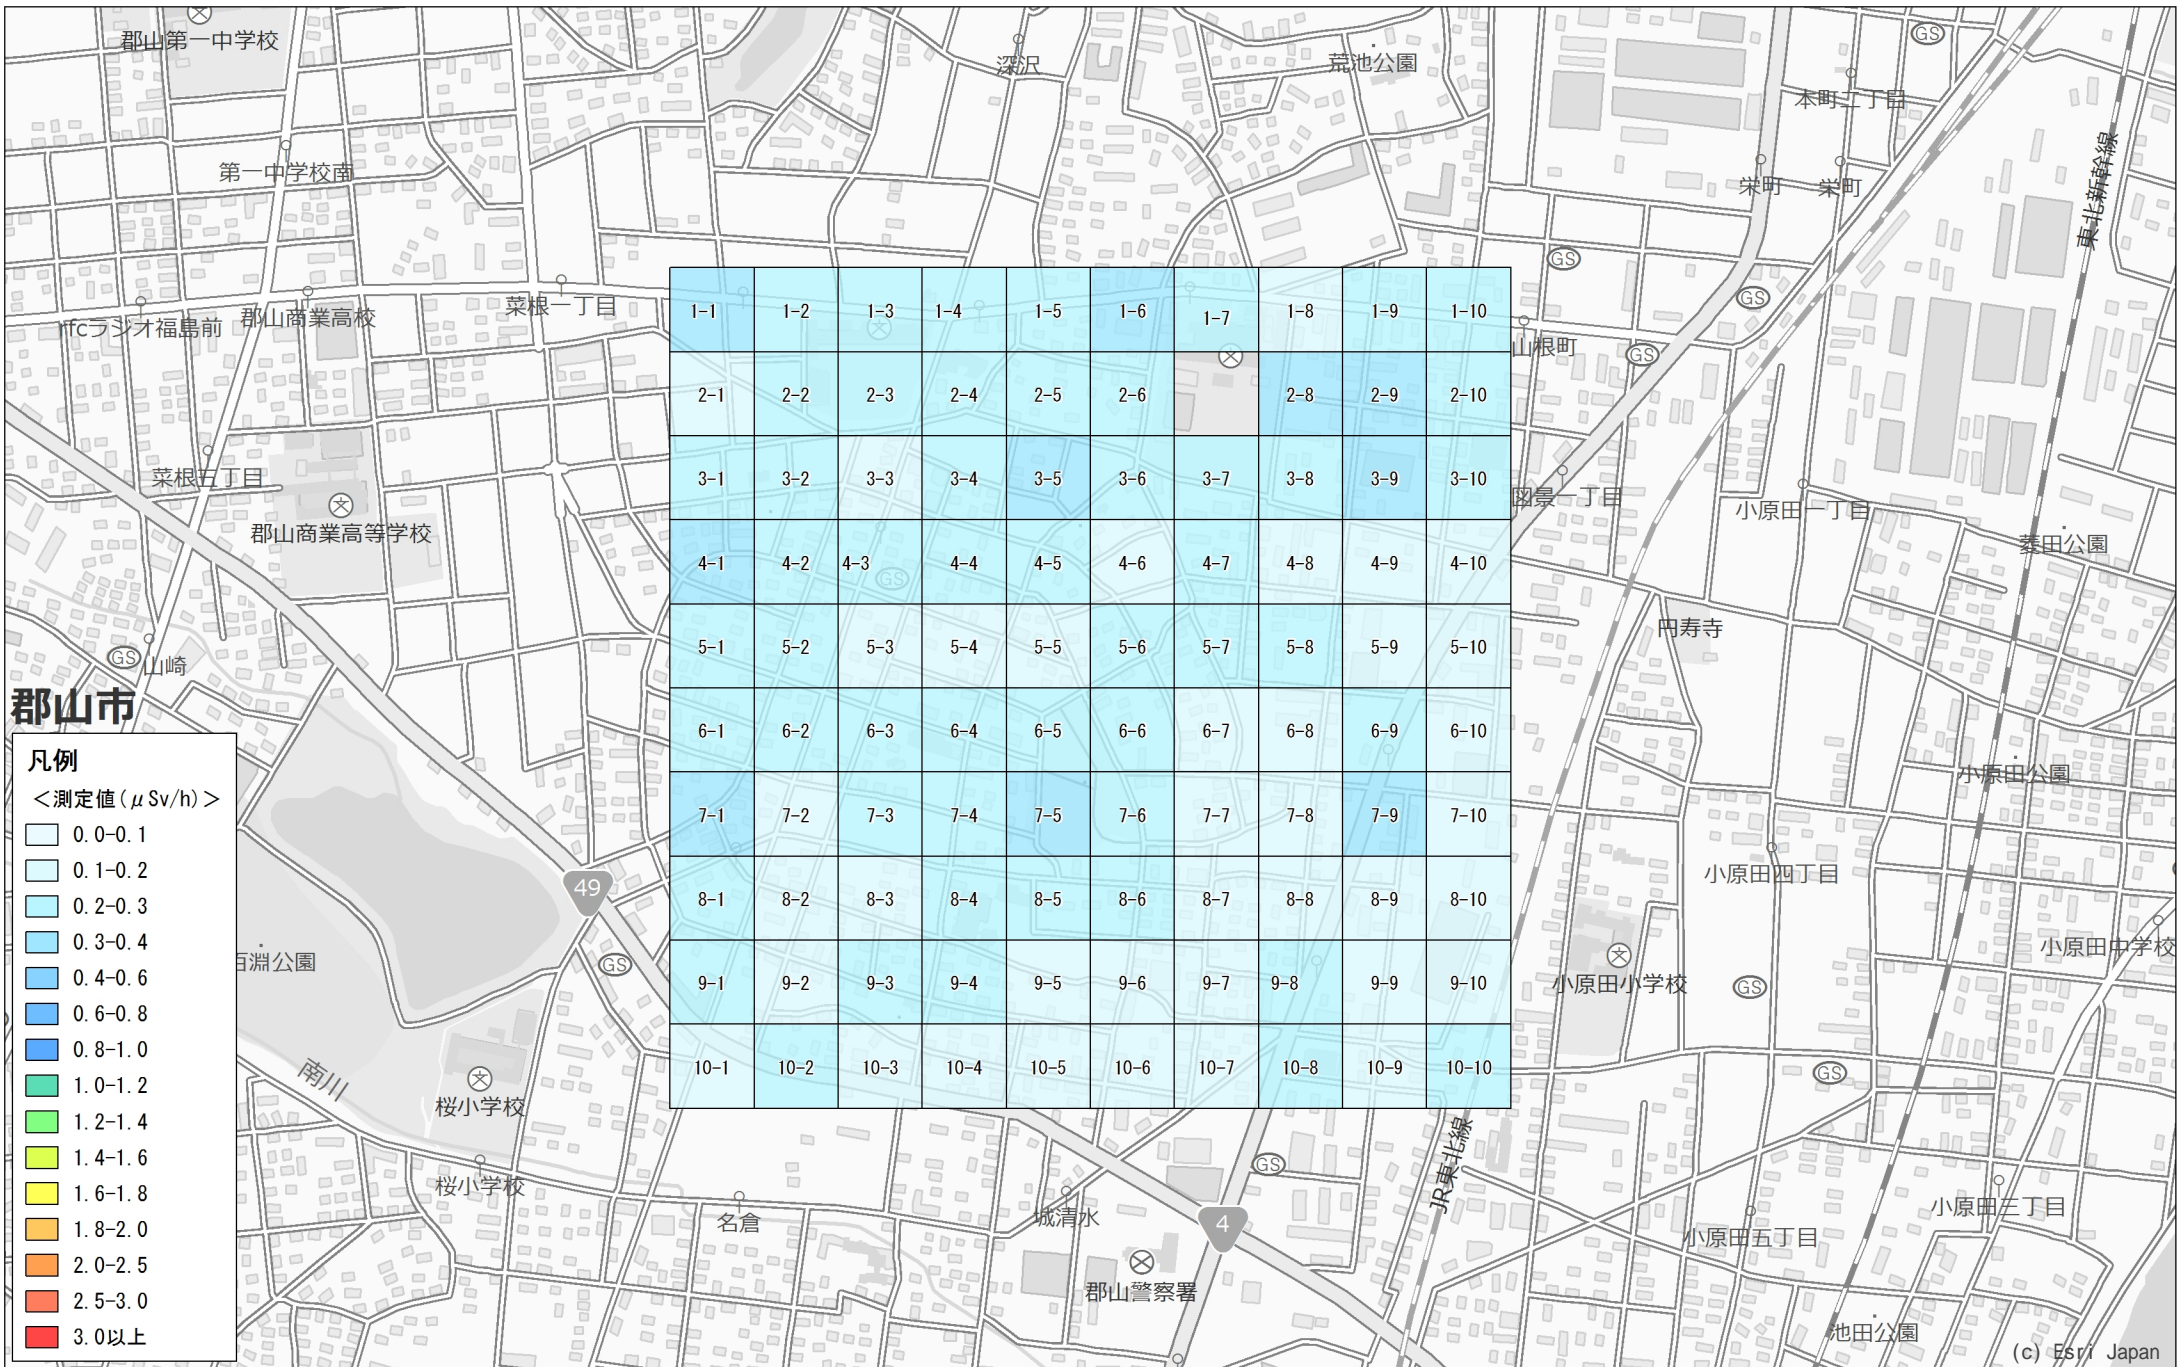 郡山第一中学校
深沢
荒池公園
GS
本町二丁目
第一中学校南
栄町
栄町
東北新幹線
GS
GS
rfcラジオ福島前
郡山商業高校
菜根一丁目
山根町
GS
1-1 1-2 1-3 1-4 1-5 1-6 1-7 1-8 1-9 1-10
2-1 2-2 2-3 2-4 2-5 2-6 2-8 2-9 2-10
菜根三丁目
3-1 3-2 3-3 3-4 3-5 3-6 3-7 3-8 3-9 3-10
図景一丁目
小原田一丁目
郡山商業高等学校
菱田公園
4-1 4-2 4-3 4-4 4-5 4-6 4-7 4-8 4-9 4-10
GS
円寿寺
GS
山崎
5-1 5-2 5-3 5-4 5-5 5-6 5-7 5-8 5-9 5-10
郡山市
6-1 6-2 6-3 6-4 6-5 6-6 6-7 6-8 6-9 6-10
小原田公園
7-1 7-2 7-3 7-4 7-5 7-6 7-7 7-8 7-9 7-10
小原田四丁目
49
8-1 8-2 8-3 8-4 8-5 8-6 8-7 8-8 8-9 8-10
小原田中学校
百淵公園
GS
9-1 9-2 9-3 9-4 9-5 9-6 9-7 9-8 9-9 9-10
小原田小学校
GS
10-1 10-2 10-3 10-4 10-5 10-6 10-7 10-8 10-9 10-10
GS
南川
桜小学校
JR東北線
GS
桜小学校
名倉
城清水
4
小原田三丁目
小原田五丁目
郡山警察署
池田公園
凡例
＜測定値(μSv/h)＞
0.0-0.1
0.1-0.2
0.2-0.3
0.3-0.4
0.4-0.6
0.6-0.8
0.8-1.0
1.0-1.2
1.2-1.4
1.4-1.6
1.6-1.8
1.8-2.0
2.0-2.5
2.5-3.0
3.0以上
(c) Esri Japan